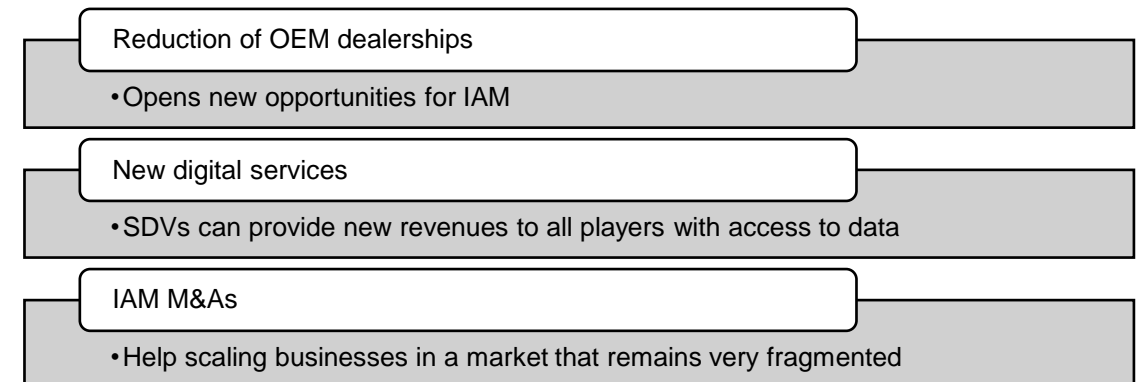 Reduction of OEM dealerships
•Opens new opportunities for IAM
New digital services
•SDVs can provide new revenues to all players with access to data
IAM M&As
•Help scaling businesses in a market that remains very fragmented